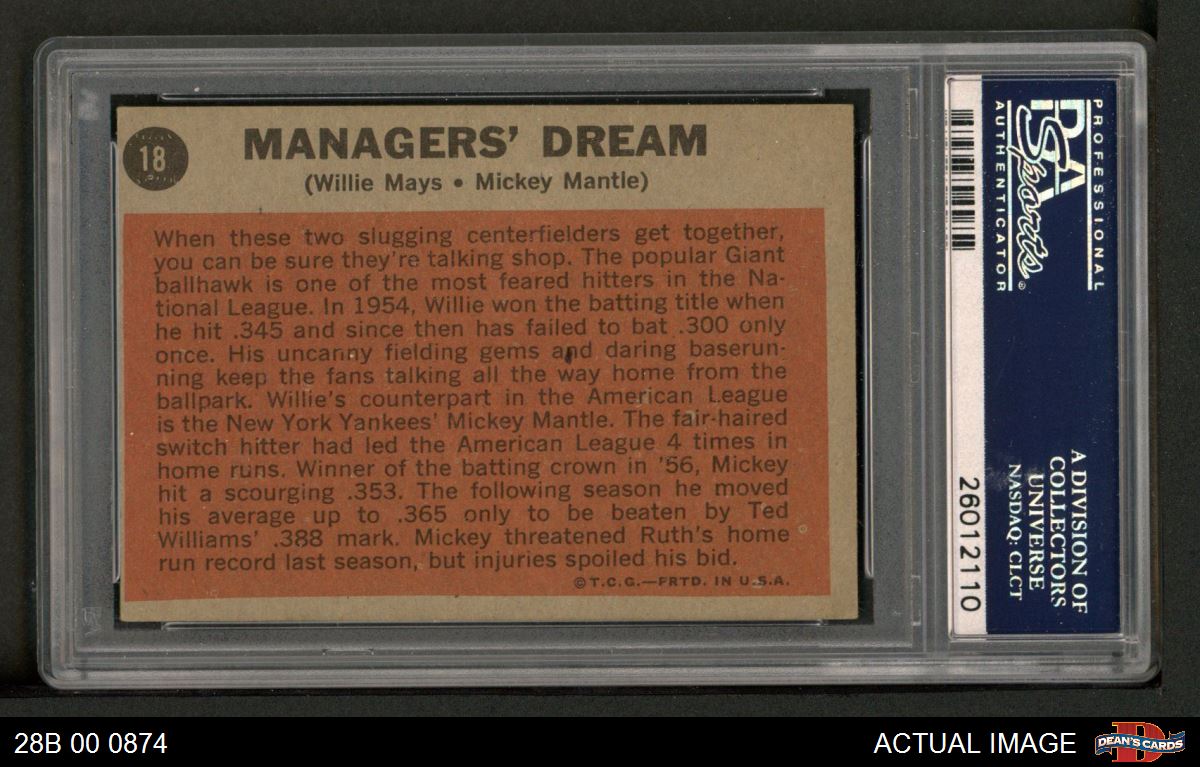 18
MANAGERS' DREAM
(Willie Mays • Mickey Mantle)
When these two slugging centerfielders get together,
you can be sure they're talking shop. The popular Giant
ballhawk is one of the most feared hitters in the Na-
tional League. In 1954, Willie won the batting title when
he hit .345 and since then has failed to bat .300 only
once. His uncanny fielding gems and daring baserun-
ning keep the fans talking all the way home from the
ballpark. Willie's counterpart in the American League
is the New York Yankees' Mickey Mantle. The fair-haired
switch hitter had led the American League 4 times in
home runs. Winner of the batting crown in '56, Mickey
hit a scourging .353. The following season he moved
his average up to .365 only to be beaten by Ted
Williams' .388 mark. Mickey threatened Ruth's home
run record last season, but injuries spoiled his bid.
© T.C.G.—PRTD. IN U.S.A.
PROFESSIONAL
PSA
Sports®
AUTHENTICATOR
A DIVISION OF
COLLECTORS
UNIVERSE
NASDAQ: CLCT
26012110
28B 00 0874
ACTUAL IMAGE
D
DEAN'S CARDS